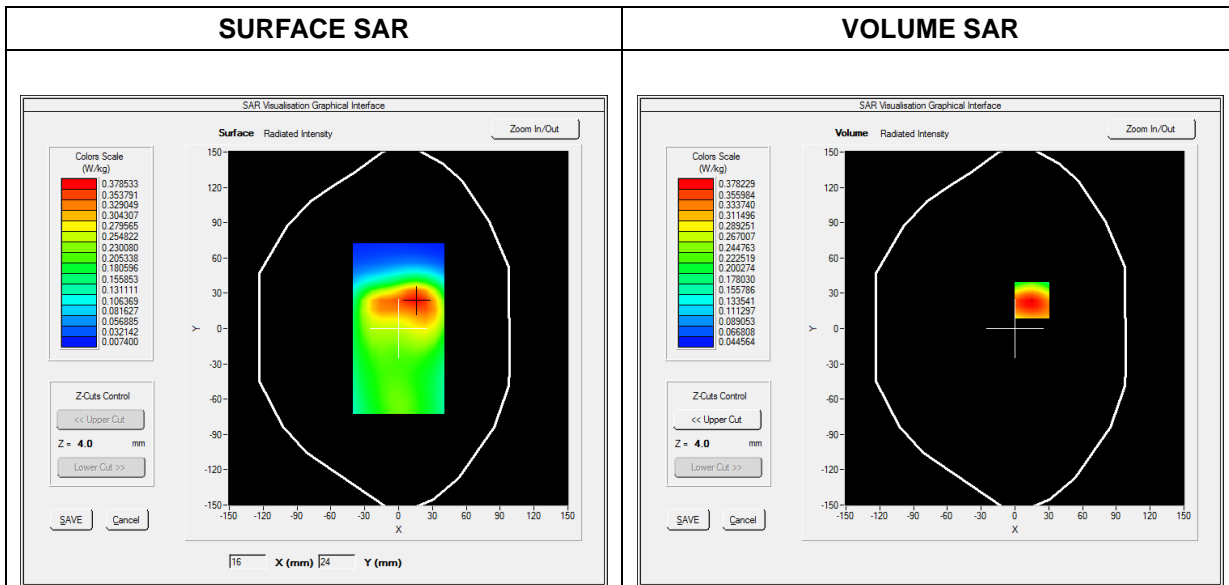 SURFACE SAR
VOLUME SAR
SAR Visualisation Graphical Interface
Surface Radiated Intensity
Zoom In/Out
Colors Scale
(W/kg)
0.378533
0.353791
0.329049
0.304307
0.279565
0.254822
0.230080
0.205338
0.180596
0.155853
0.131111
0.106369
0.081627
0.056885
0.032142
0.007400
Z-Cuts Control
<< Upper Cut
Z = 4.0 mm
Lower Cut >>
SAVE Cancel
150
120
90
60
30
0
-30
-60
-90
-120
-150
Y
-150 -120 -90 -60 -30 0 30 60 90 120 150
X
16 X (mm) 24 Y (mm)
SAR Visualisation Graphical Interface
Volume Radiated Intensity
Zoom In/Out
Colors Scale
(W/kg)
0.378229
0.355984
0.333740
0.311496
0.289251
0.267007
0.244763
0.222519
0.200274
0.178030
0.155786
0.133541
0.111297
0.089053
0.066808
0.044564
Z-Cuts Control
<< Upper Cut
Z = 4.0 mm
Lower Cut >>
SAVE Cancel
150
120
90
60
30
0
-30
-60
-90
-120
-150
Y
-150 -120 -90 -60 -30 0 30 60 90 120 150
X